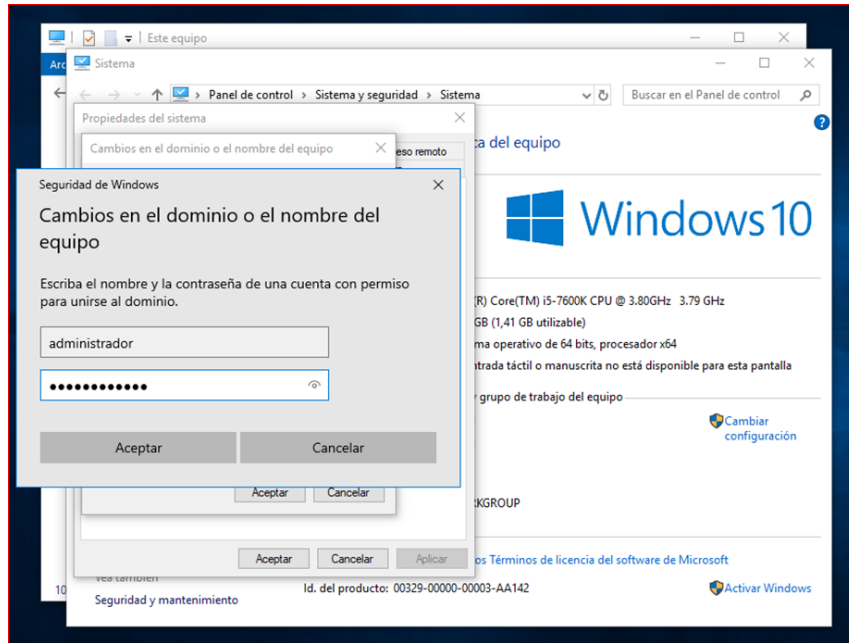 Este equipo
Arc
Sistema
Panel de control > Sistema y seguridad > Sistema
Buscar en el Panel de control
Propiedades del sistema
Cambios en el dominio o el nombre del equipo
eso remoto
ca del equipo
Seguridad de Windows
Cambios en el dominio o el nombre del
equipo
Windows 10
Escriba el nombre y la contraseña de una cuenta con permiso
para unirse al dominio.
(R) Core(TM) i5-7600K CPU @ 3.80GHz 3.79 GHz
GB (1,41 GB utilizable)
administrador
ma operativo de 64 bits, procesador x64
ntrada táctil o manuscrita no está disponible para esta pantalla
••••••••••••
y grupo de trabajo del equipo
Cambiar
configuración
Aceptar Cancelar
Aceptar Cancelar
KGROUP
Aceptar Cancelar Aplicar
os Términos de licencia del software de Microsoft
Vea también
10
Id. del producto: 00329-00000-00003-AA142
Activar Windows
Seguridad y mantenimiento